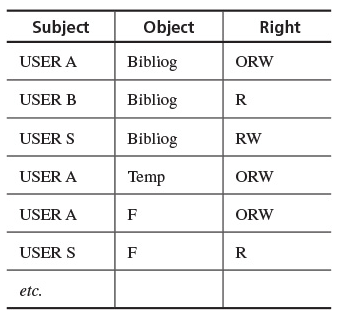 Subject Object Right
USER A Bibliog ORW
USER B Bibliog R
USER S Bibliog RW
USER A Temp ORW
USER A F ORW
USER S F R
etc.